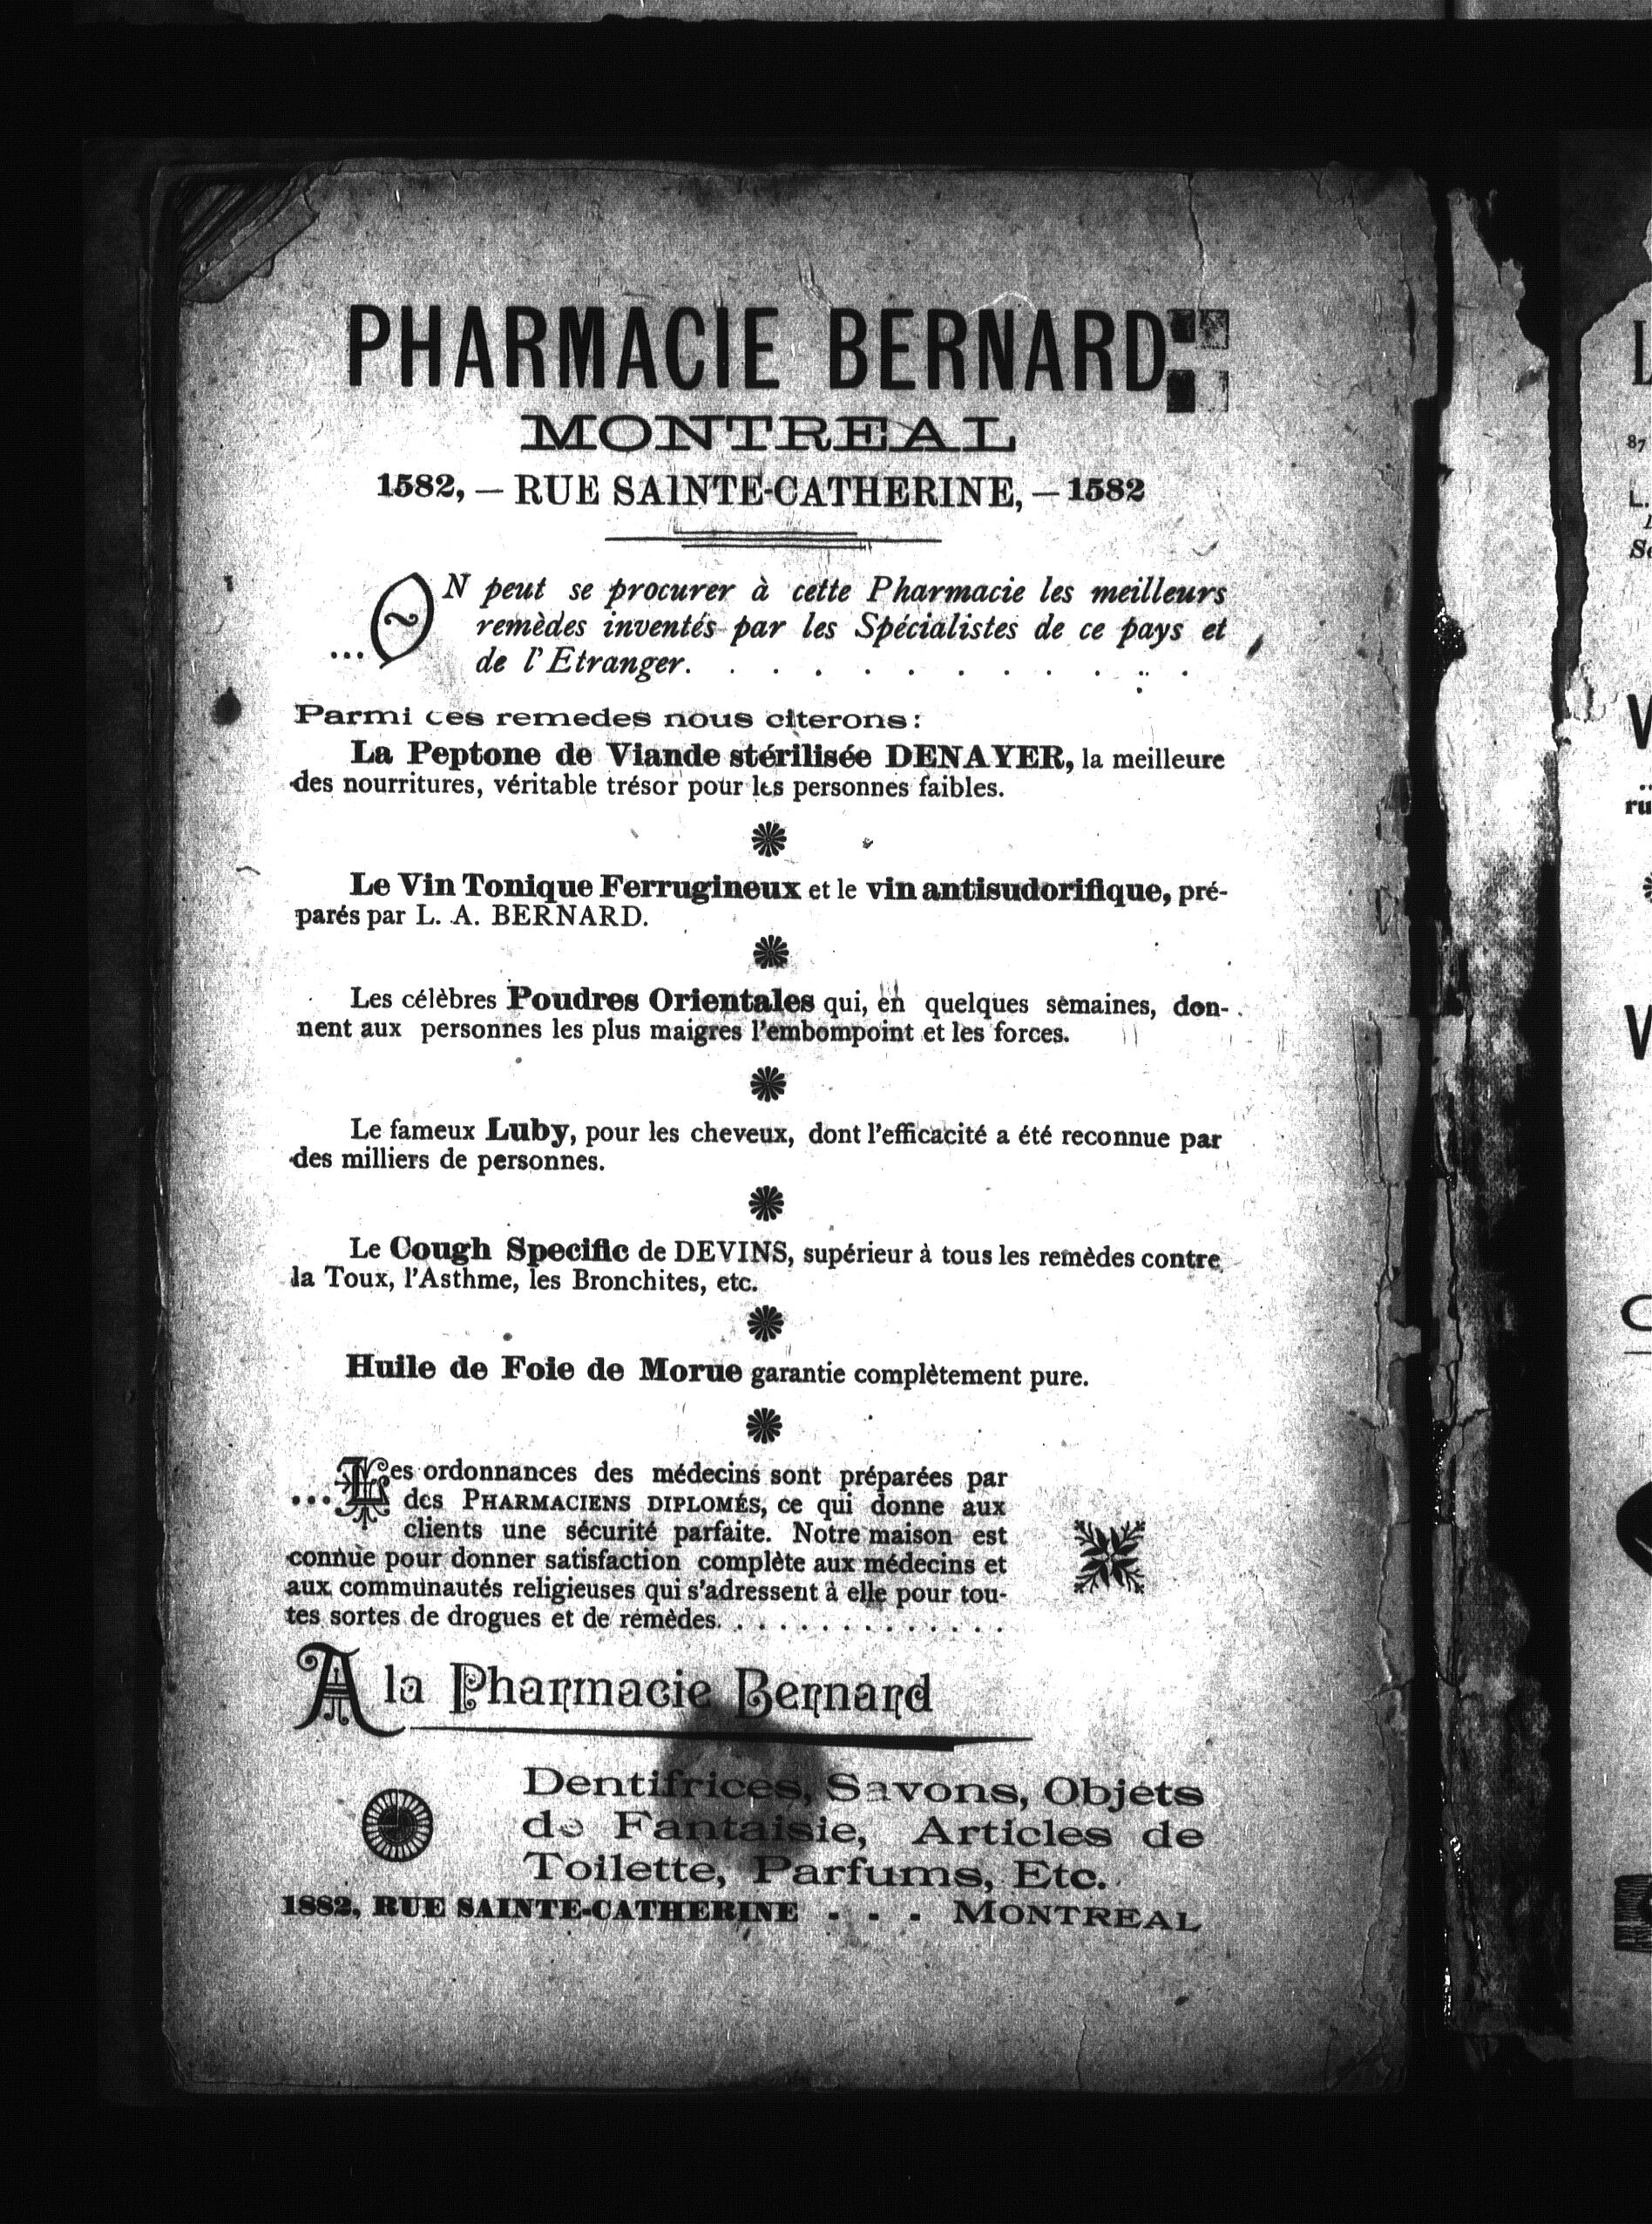 PHARMACIE BERNARD
MONTREAL
1582, — RUE SAINTE-CATHERINE, — 1582
...ON peut se procurer à cette Pharmacie les meilleurs
remèdes inventés par les Spécialistes de ce pays et
de l'Etranger. . . . . . . . . . . .
Parmi ces remedes nous citerons:
La Peptone de Viande stérilisée DENAYER, la meilleure
des nourritures, véritable trésor pour les personnes faibles.
Le Vin Tonique Ferrugineux et le vin antisudorifique, pré-
parés par L. A. BERNARD.
Les célèbres Poudres Orientales qui, en quelques semaines, don-
nent aux personnes les plus maigres l'embompoint et les forces.
Le fameux Luby, pour les cheveux, dont l'efficacité a été reconnue par
des milliers de personnes.
Le Cough Specific de DEVINS, supérieur à tous les remèdes contre
la Toux, l'Asthme, les Bronchites, etc.
Huile de Foie de Morue garantie complètement pure.
...Les ordonnances des médecins sont préparées par
des PHARMACIENS DIPLOMÉS, ce qui donne aux
clients une sécurité parfaite. Notre maison est
connue pour donner satisfaction complète aux médecins et
aux communautés religieuses qui s'adressent à elle pour tou-
tes sortes de drogues et de remèdes. . . . . . . . . . . . .
A la Pharmacie Bernard
Dentifrices, Savons, Objets
de Fantaisie, Articles de
Toilette, Parfums, Etc.
1882, RUE SAINTE-CATHERINE . . . MONTREAL
87
L.
ru